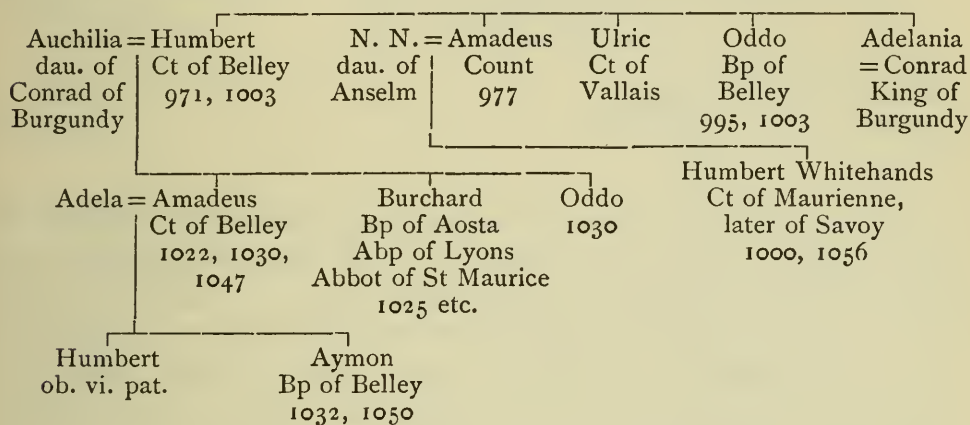 Auchilia = Humbert N. N. = Amadeus Ulric Oddo Adelania
dau. of Ct of Belley dau. of Count Ct of Bp of = Conrad
Conrad of 971, 1003 Anselm 977 Vallais Belley King of
Burgundy 995, 1003 Burgundy
Humbert Whitehands
Adela = Amadeus Burchard Oddo Ct of Maurienne,
Ct of Belley Bp of Aosta 1030 later of Savoy
1022, 1030, Abp of Lyons 1000, 1056
1047 Abbot of St Maurice
1025 etc.
Humbert Aymon
ob. vi. pat. Bp of Belley
1032, 1050